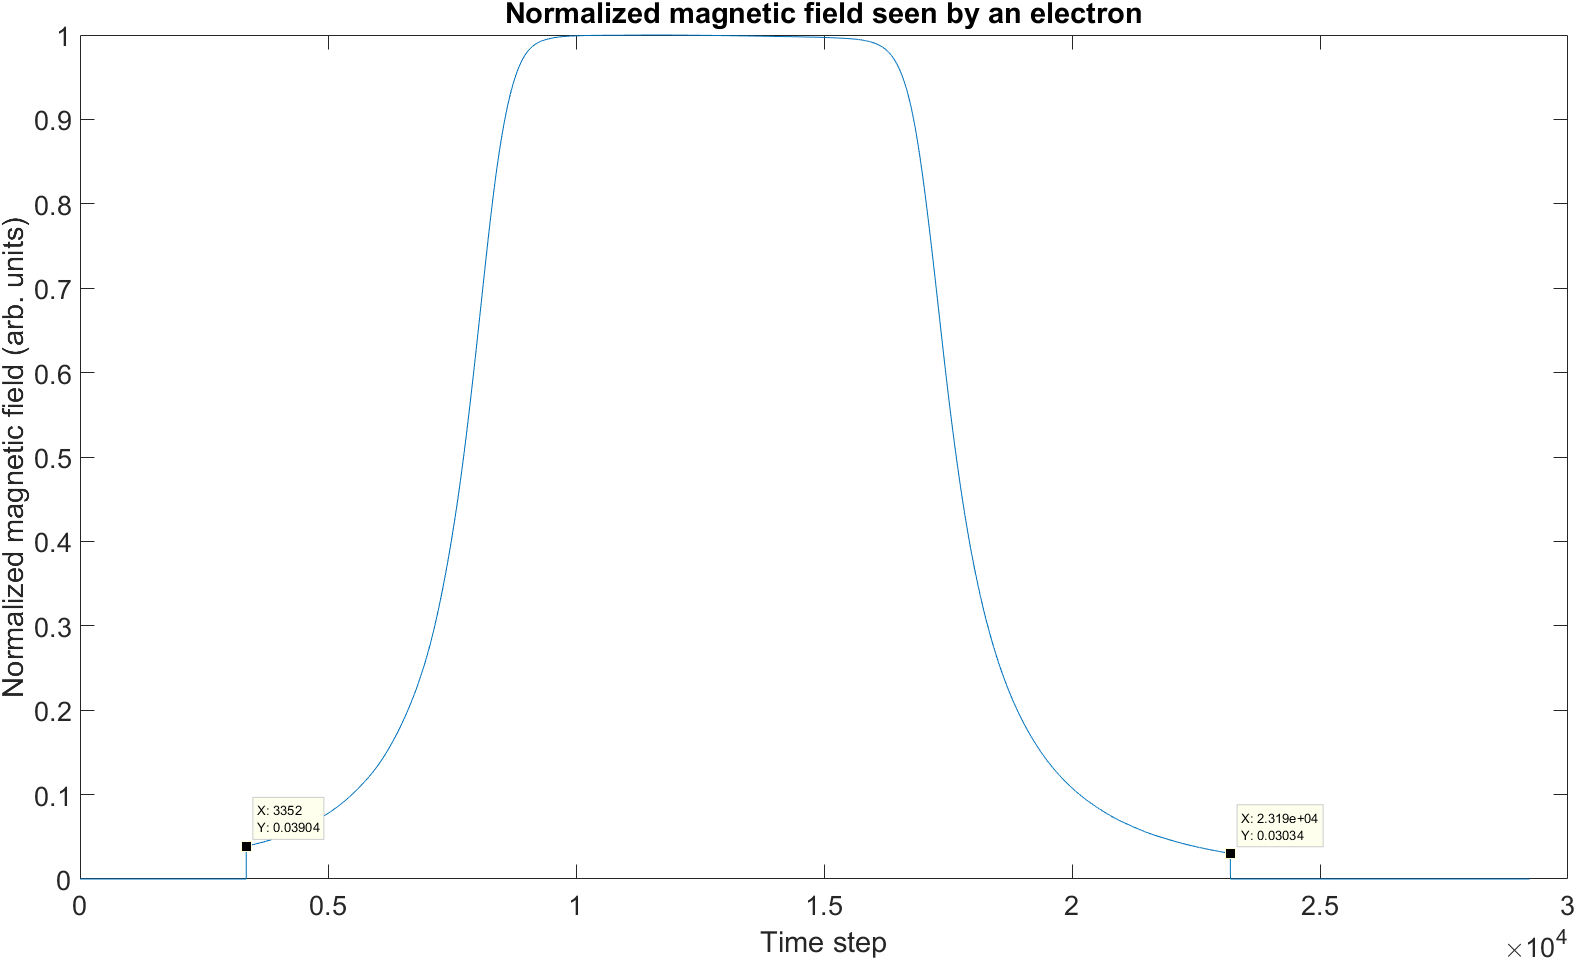 Normalized magnetic field seen by an electron
Normalized magnetic field (arb. units)
1
0.9
0.8
0.7
0.6
0.5
0.4
0.3
0.2
0.1
0
X: 3352
Y: 0.03904
X: 2.319e+04
Y: 0.03034
0 0.5 1 1.5 2 2.5 3
Time step
×10⁴